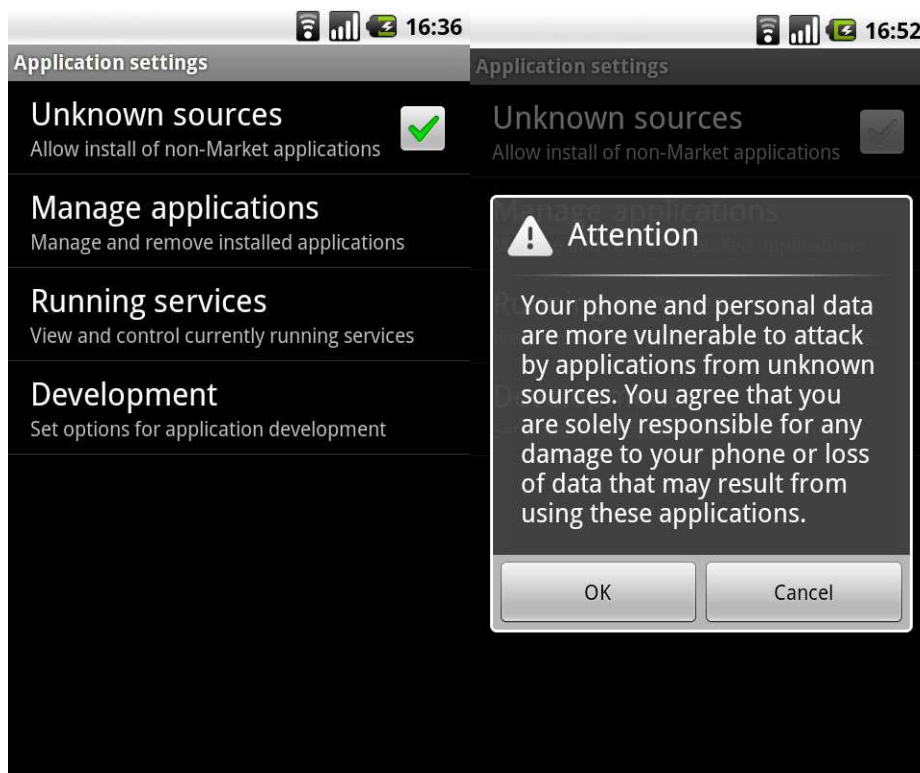 16:36
Application settings
Unknown sources
Allow install of non-Market applications
Manage applications
Manage and remove installed applications
Running services
View and control currently running services
Development
Set options for application development
16:52
Application settings
Unknown sources
Allow install of non-Market applications
Manage applications
Attention
Your phone and personal data
are more vulnerable to attack
by applications from unknown
sources. You agree that you
are solely responsible for any
damage to your phone or loss
of data that may result from
using these applications.
OK
Cancel